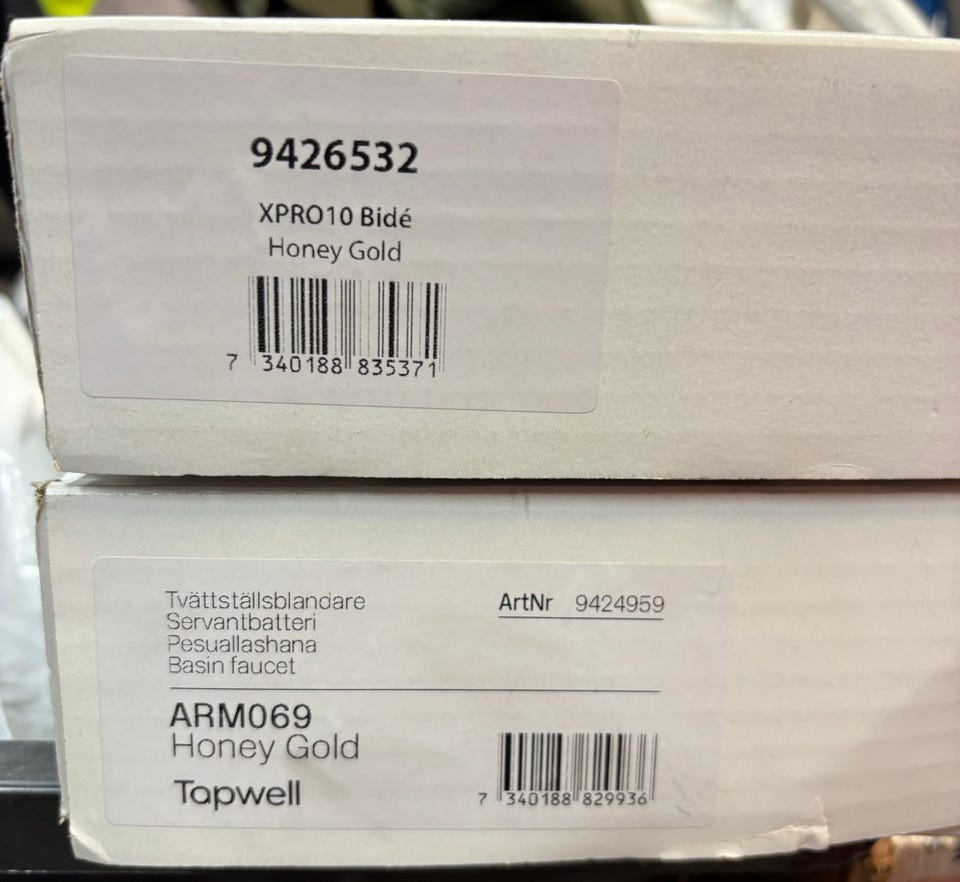 9426532
XPRO10 Bidé
Honey Gold
7 340188 835371
Tvättställsblandare
Servantbatteri
Pesuallashana
Basin faucet
ArtNr 9424959
ARM069
Honey Gold
Tapwell
7 340188 829936